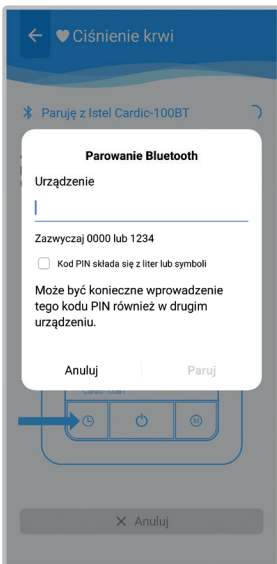 Ciśnienie krwi
Paruję z Istel Cardic-100BT
Parowanie Bluetooth
Urządzenie
Zazwyczaj 0000 lub 1234
Kod PIN składa się z liter lub symboli
Może być konieczne wprowadzenie
tego kodu PIN również w drugim
urządzeniu.
Anuluj
Paruj
M
Anuluj